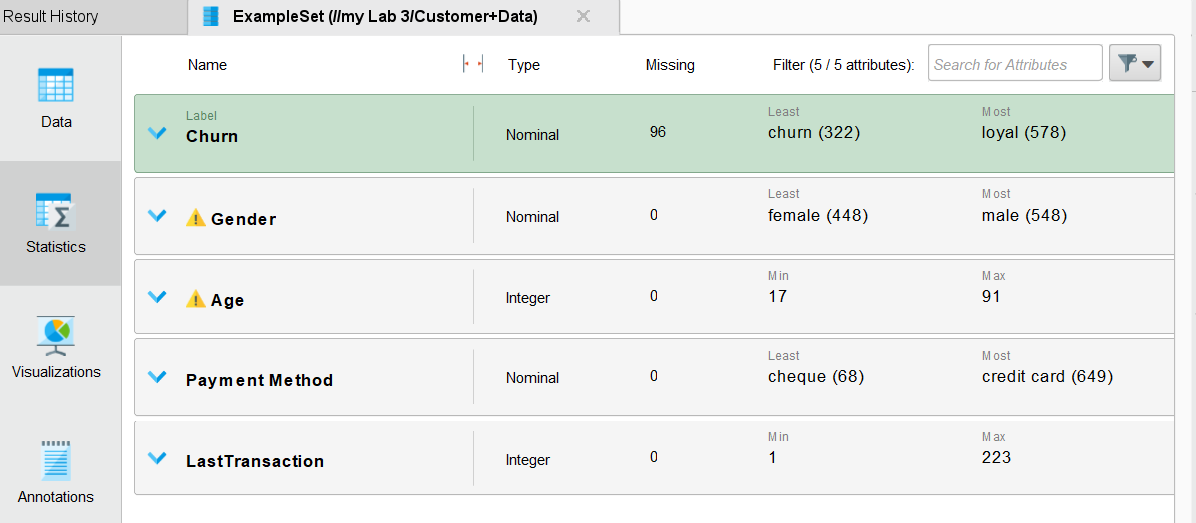 Result History
ExampleSet (//my Lab 3/Customer+Data)
Data
Statistics
Visualizations
Annotations
Name Type Missing Filter (5 / 5 attributes): Search for Attributes
Label
Churn Nominal 96 Least churn (322) Most loyal (578)
Gender Nominal 0 Least female (448) Most male (548)
Age Integer 0 Min 17 Max 91
Payment Method Nominal 0 Least cheque (68) Most credit card (649)
LastTransaction Integer 0 Min 1 Max 223